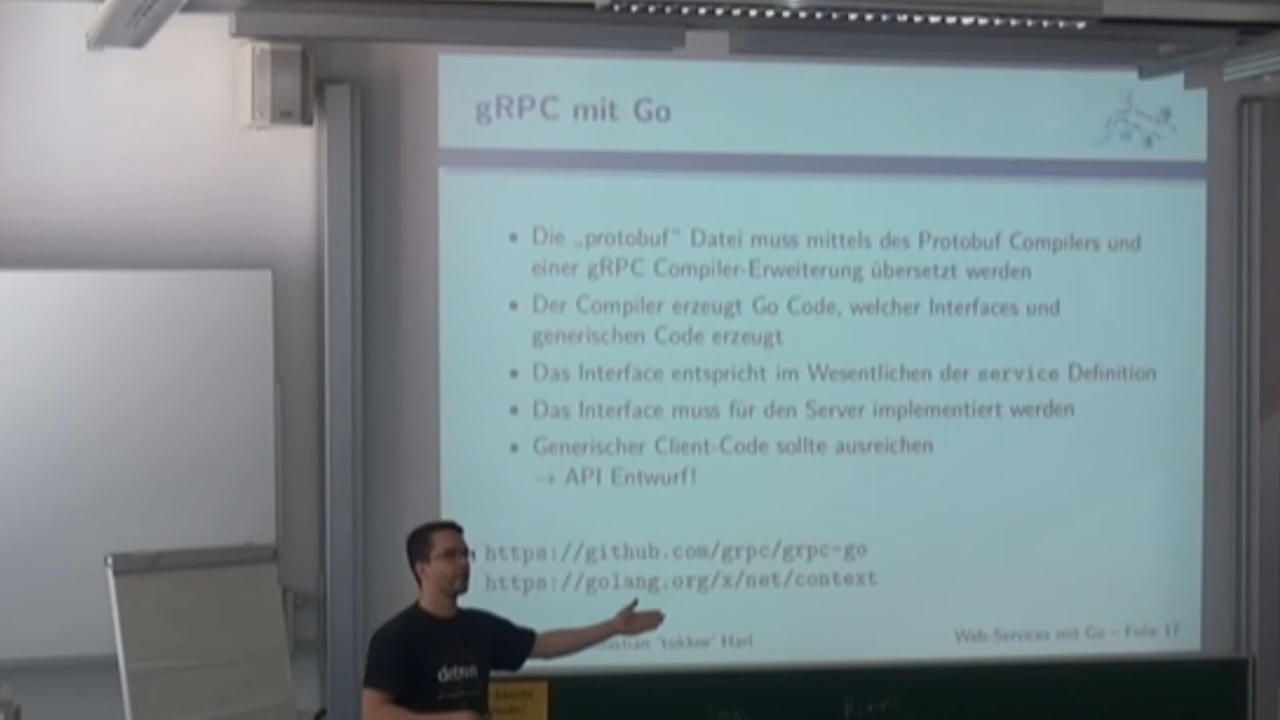 gRPC mit Go
• Die „protobuf“ Datei muss mittels des Protobuf Compilers und
einer gRPC Compiler-Erweiterung übersetzt werden
• Der Compiler erzeugt Go Code, welcher Interfaces und
generischen Code erzeugt
• Das Interface entspricht im Wesentlichen der service Definition
• Das Interface muss für den Server implementiert werden
• Generischer Client-Code sollte ausreichen
→ API Entwurf!
https://github.com/grpc/grpc-go
https://golang.org/x/net/context
'tokkee' Harl
Web-Services mit Go – Folie 17
debian